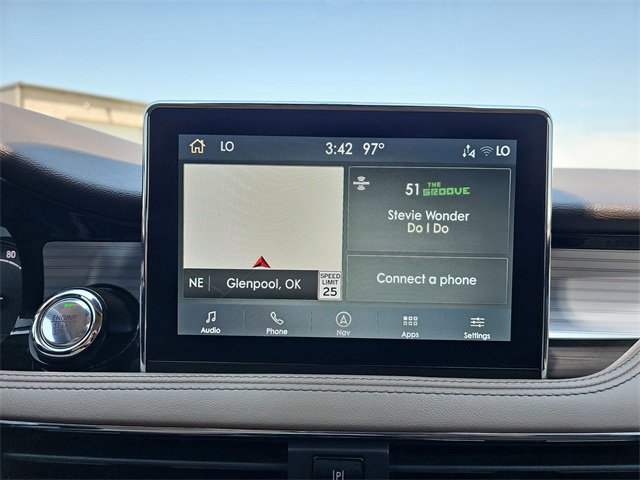 LO 3:42 97° LO
51 THE GROOVE
Stevie Wonder
Do I Do
NE Glenpool, OK
SPEED
LIMIT
25
Connect a phone
Audio Phone Nav Apps Settings
80
ENGINE
P